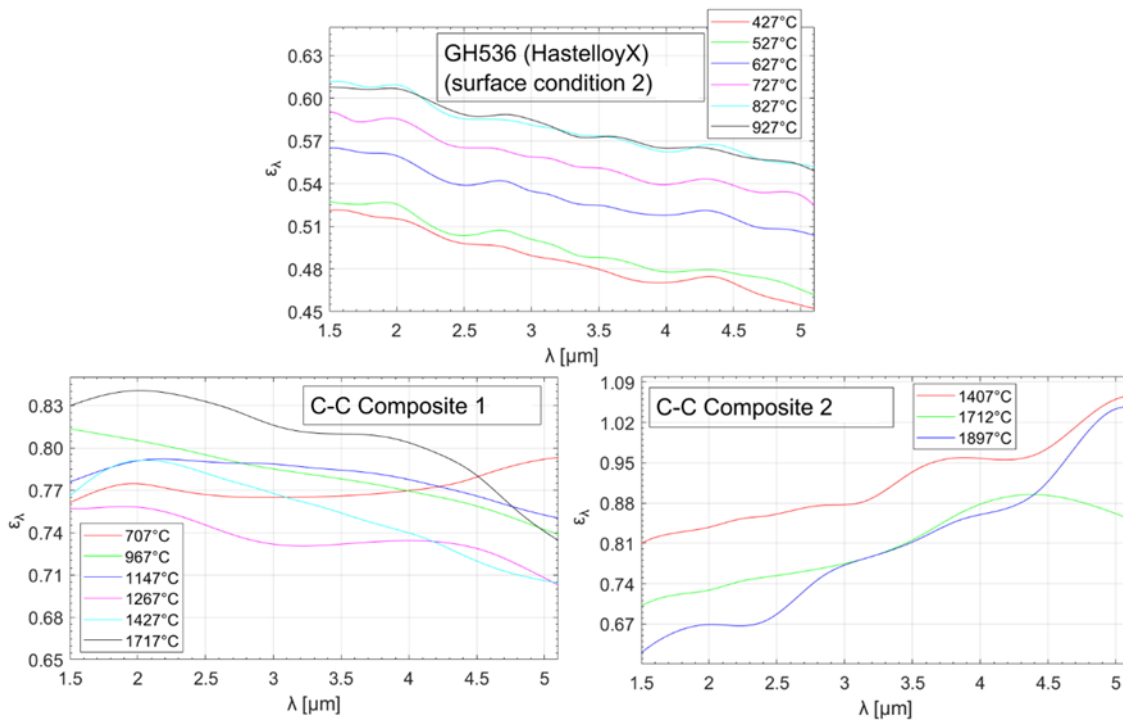 GH536 (HastelloyX)
(surface condition 2)
427°C
527°C
627°C
727°C
827°C
927°C
0.63
0.60
0.57
0.54
0.51
0.48
0.45
ελ
1.5 2 2.5 3 3.5 4 4.5 5
λ [μm]
C-C Composite 1
0.83
0.80
0.77
0.74
0.71
0.68
0.65
ελ
707°C
967°C
1147°C
1267°C
1427°C
1717°C
1.5 2 2.5 3 3.5 4 4.5 5
λ [μm]
C-C Composite 2
1407°C
1712°C
1897°C
1.09
1.02
0.95
0.88
0.81
0.74
0.67
ελ
1.5 2 2.5 3 3.5 4 4.5 5
λ [μm]